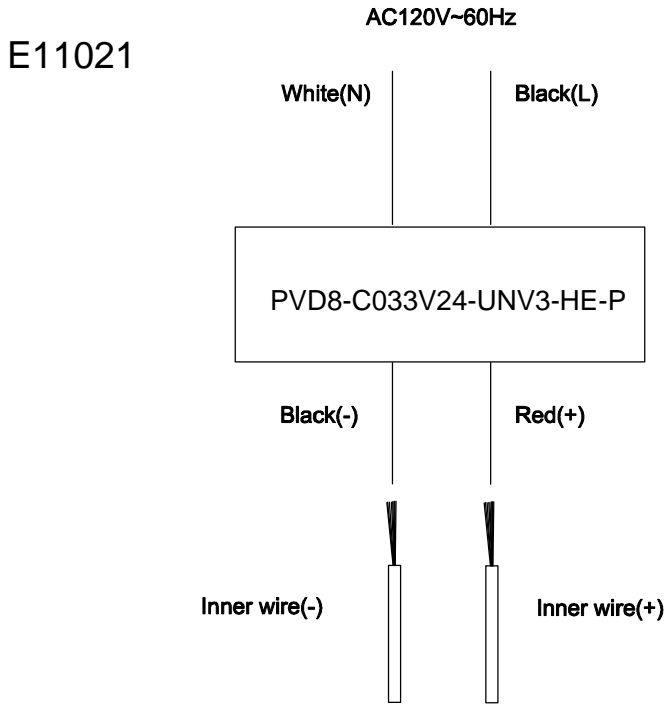 AC120V~60Hz
E11021
White(N)
Black(L)
PVD8-C033V24-UNV3-HE-P
Black(-)
Red(+)
Inner wire(-)
Inner wire(+)